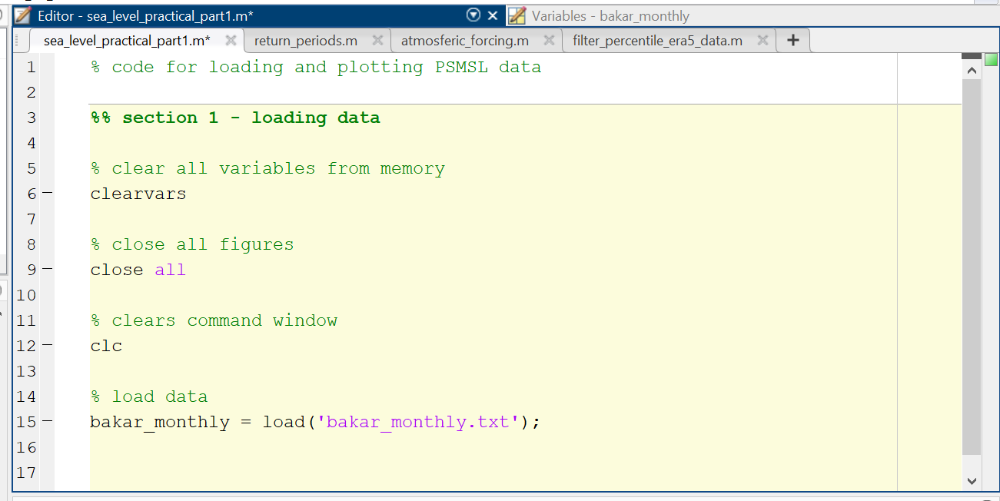 Editor - sea_level_practical_part1.m*
Variables - bakar_monthly
sea_level_practical_part1.m*
return_periods.m
atmosferic_forcing.m
filter_percentile_era5_data.m
1 % code for loading and plotting PSMSL data
2
3 %% section 1 - loading data
4
5 % clear all variables from memory
6 clearvars
7
8 % close all figures
9 close all
10
11 % clears command window
12 clc
13
14 % load data
15 bakar_monthly = load('bakar_monthly.txt');
16
17